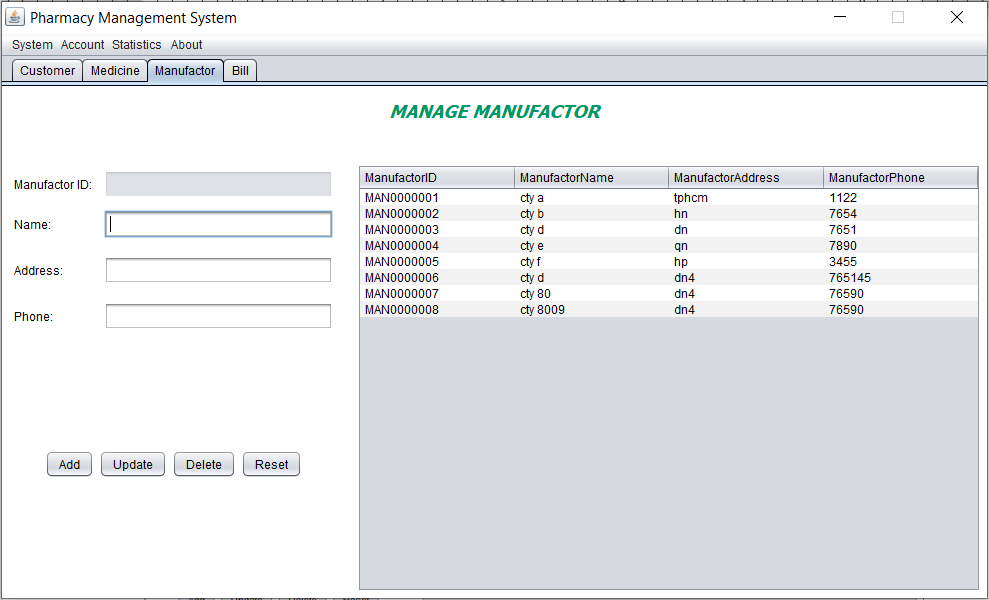 Pharmacy Management System
System Account Statistics About
Customer Medicine Manufactor Bill
MANAGE MANUFACTOR
Manufactor ID:
Name:
Address:
Phone:
Add Update Delete Reset
ManufactorID ManufactorName ManufactorAddress ManufactorPhone
MAN0000001 cty a tphcm 1122
MAN0000002 cty b hn 7654
MAN0000003 cty d dn 7651
MAN0000004 cty e qn 7890
MAN0000005 cty f hp 3455
MAN0000006 cty d dn4 765145
MAN0000007 cty 80 dn4 76590
MAN0000008 cty 8009 dn4 76590